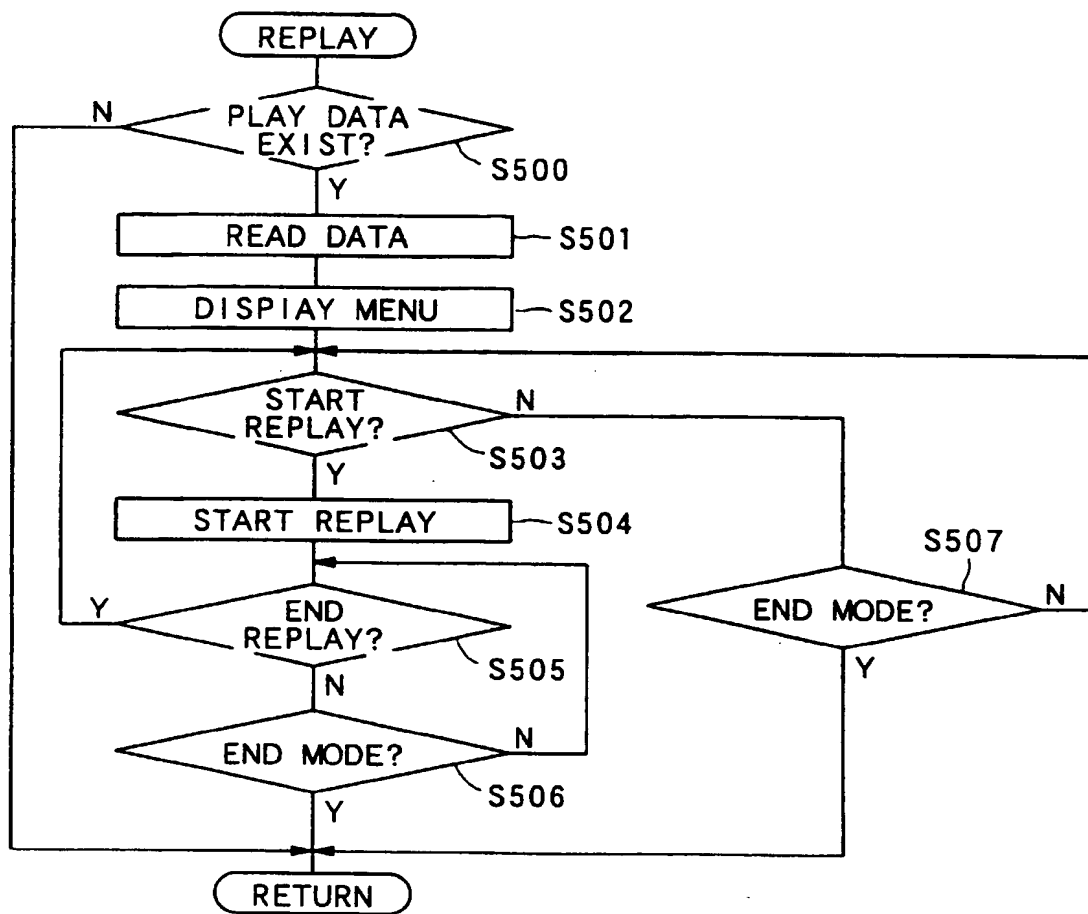 REPLAY
N
PLAY DATA
EXIST?
S500
Y
READ DATA
S501
DISPIAY MENU
S502
START
REPLAY?
N
S503
Y
START REPLAY
S504
S507
Y
END
REPLAY?
END MODE?
N
S505
N
Y
END MODE?
N
S506
Y
RETURN